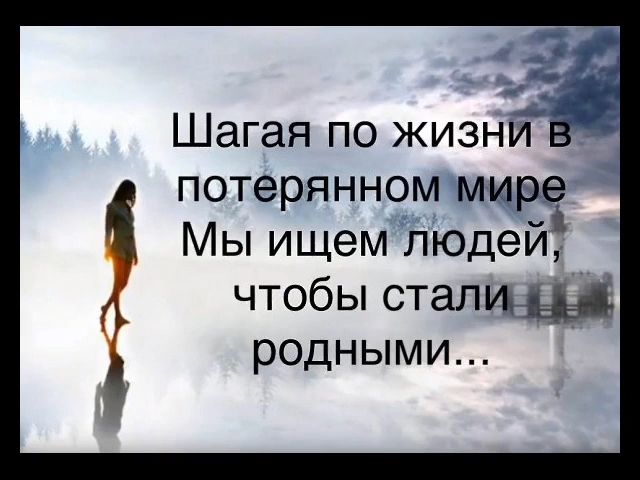 Шагая по жизни в
потерянном мире
Мы ищем людей,
чтобы стали
родными...